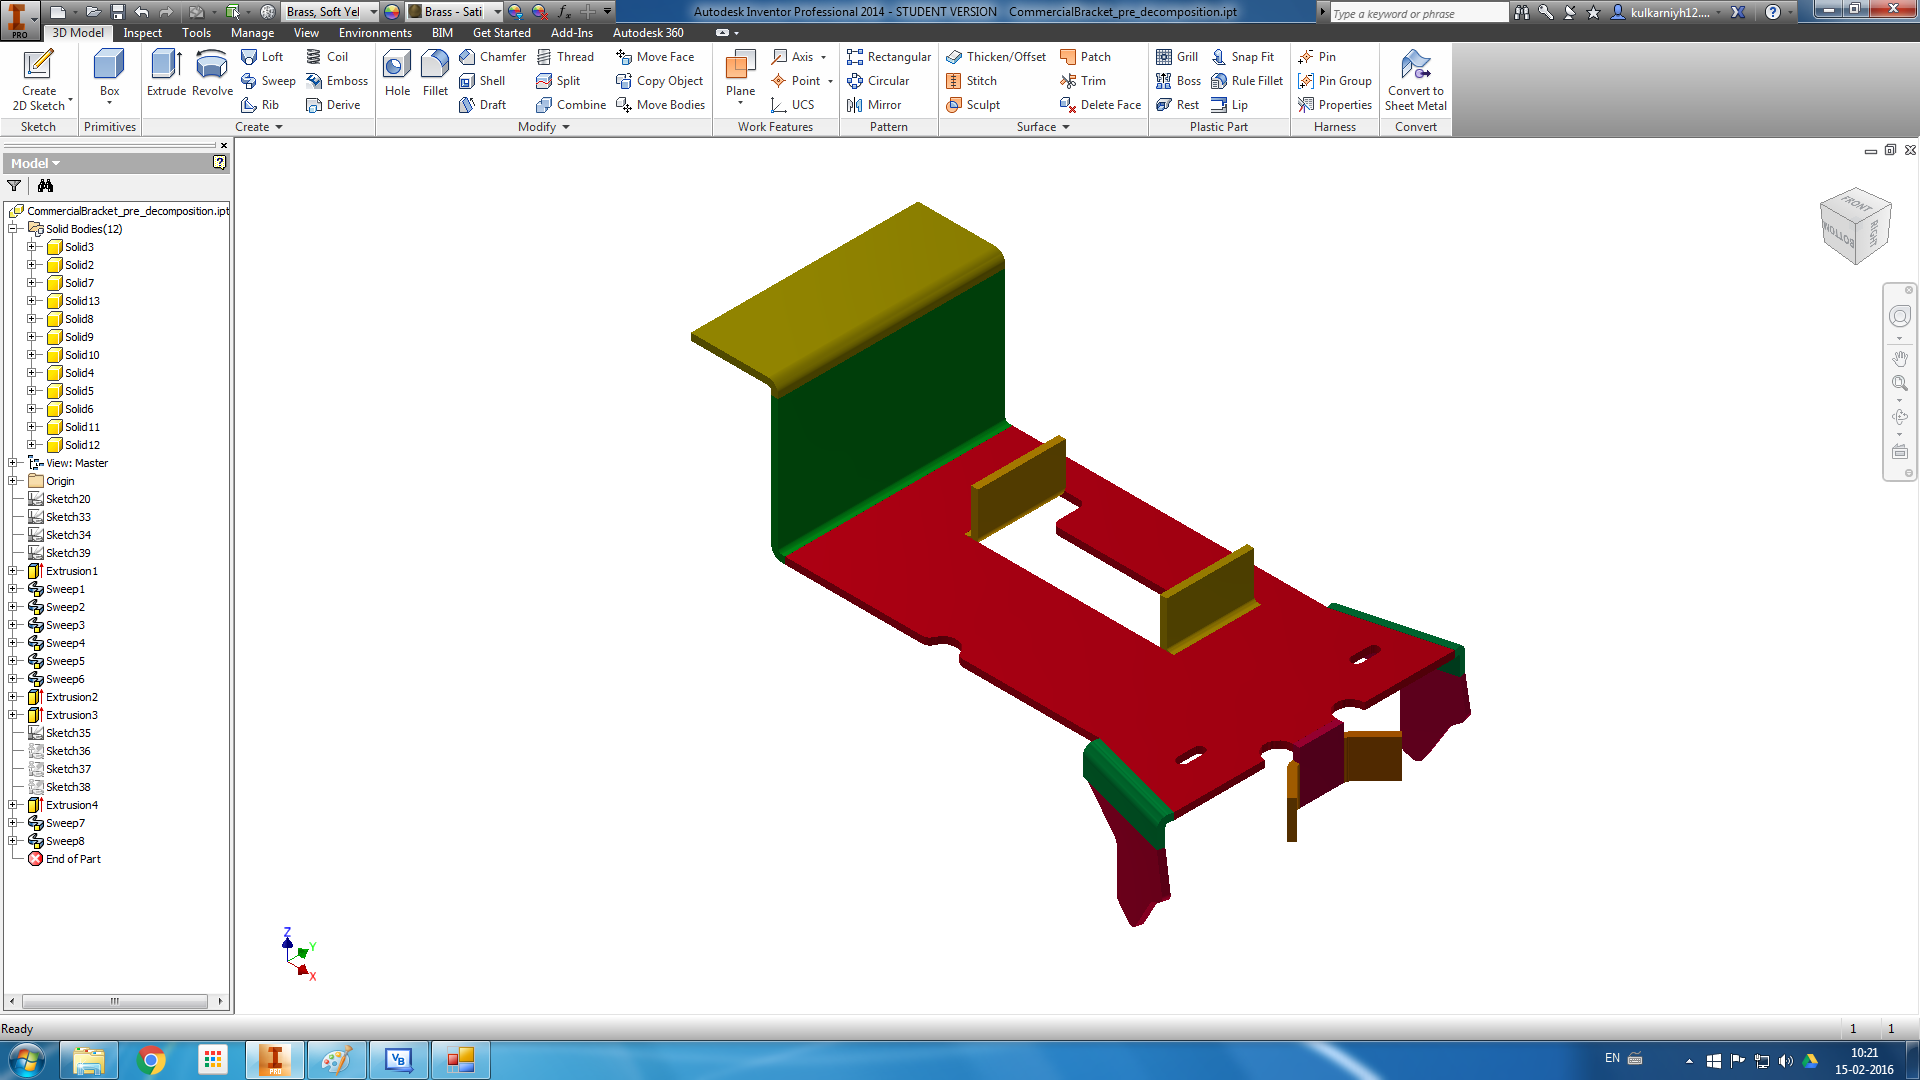 Brass, Soft Yel
Brass - Sati
Autodesk Inventor Professional 2014 - STUDENT VERSION CommercialBracket_pre_decomposition.ipt
Type a keyword or phrase
kulkarniyh12....
PRO
3D Model Inspect Tools Manage View Environments BIM Get Started Add-Ins Autodesk 360
Create 2D Sketch
Sketch
Box
Primitives
Extrude Revolve
Loft Coil
Sweep Emboss
Rib Derive
Create
Hole Fillet
Chamfer Thread Move Face
Shell Split Copy Object
Draft Combine Move Bodies
Modify
Plane
Axis
Point
UCS
Work Features
Rectangular
Circular
Mirror
Pattern
Thicken/Offset Patch
Stitch Trim
Sculpt Delete Face
Surface
Grill Snap Fit
Boss Rule Fillet
Rest Lip
Plastic Part
Pin
Pin Group
Properties
Harness
Convert to Sheet Metal
Convert
Model
CommercialBracket_pre_decomposition.ipt
Solid Bodies(12)
Solid3
Solid2
Solid7
Solid13
Solid8
Solid9
Solid10
Solid4
Solid5
Solid6
Solid11
Solid12
View: Master
Origin
Sketch20
Sketch33
Sketch34
Sketch39
Extrusion1
Sweep1
Sweep2
Sweep3
Sweep4
Sweep5
Sweep6
Extrusion2
Extrusion3
Sketch35
Sketch36
Sketch37
Sketch38
Extrusion4
Sweep7
Sweep8
End of Part
FRONT
BOTTOM
RIGHT
Z
Y
X
Ready
1 1
PRO
VB
EN
10:21
15-02-2016